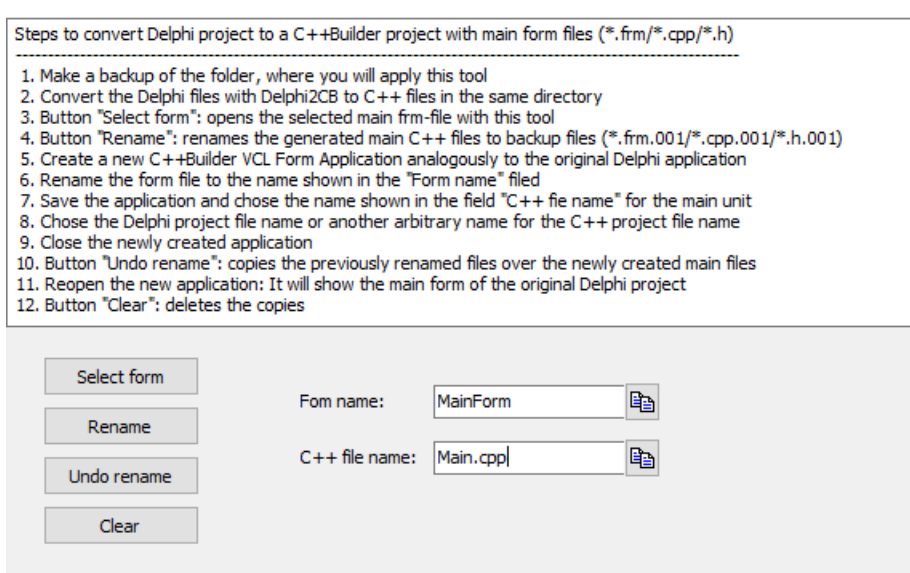 Steps to convert Delphi project to a C++Builder project with main form files (*.frm/*.cpp/*.h)
--------------------------------------------------------------------------------
1. Make a backup of the folder, where you will apply this tool
2. Convert the Delphi files with Delphi2CB to C++ files in the same directory
3. Button "Select form": opens the selected main frm-file with this tool
4. Button "Rename": renames the generated main C++ files to backup files (*.frm.001/*.cpp.001/*.h.001)
5. Create a new C++Builder VCL Form Application analogously to the original Delphi application
6. Rename the form file to the name shown in the "Form name" filed
7. Save the application and chose the name shown in the field "C++ fie name" for the main unit
8. Chose the Delphi project file name or another arbitrary name for the C++ project file name
9. Close the newly created application
10. Button "Undo rename": copies the previously renamed files over the newly created main files
11. Reopen the new application: It will show the main form of the original Delphi project
12. Button "Clear": deletes the copies
Select form
Fom name: MainForm
Rename
C++ file name: Main.cpp
Undo rename
Clear